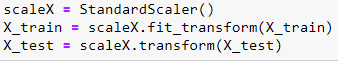 scaleX = StandardScaler()
X_train = scaleX.fit_transform(X_train)
X_test = scaleX.transform(X_test)